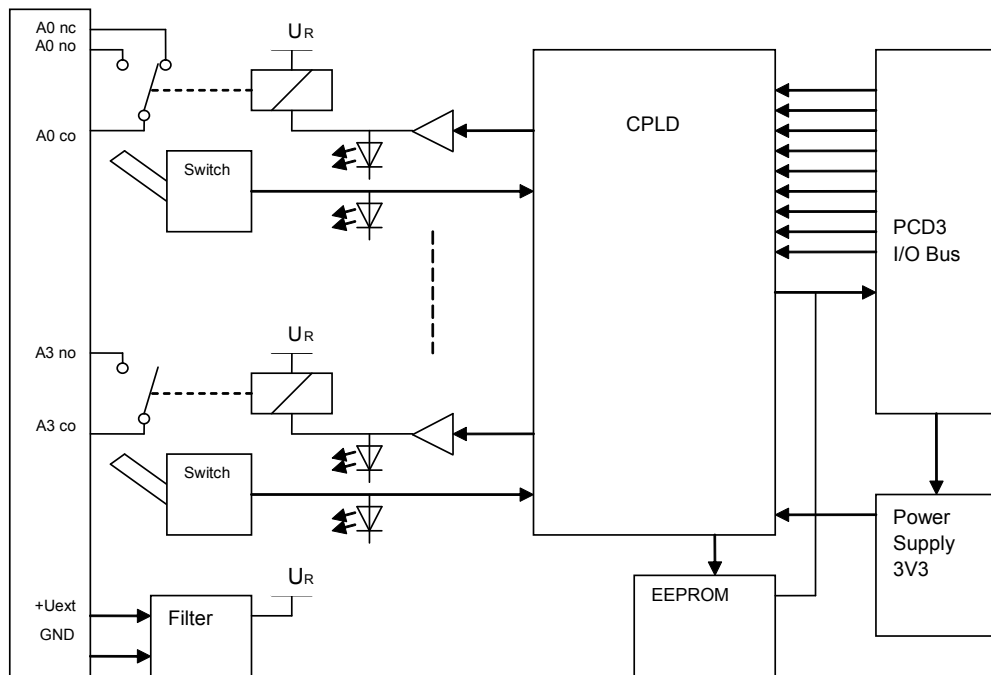 A0 nc
A0 no
A0 co
UR
Switch
CPLD
PCD3
I/O Bus
A3 no
A3 co
UR
Switch
Power
Supply
3V3
+Uext
GND
Filter
UR
EEPROM